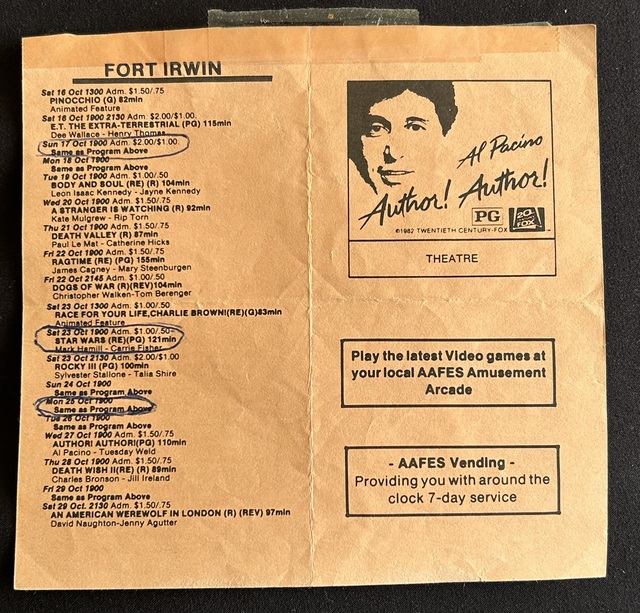 FORT IRWIN
Sat 16 Oct 1300 Adm. $1.50/.75
PINOCCHIO (G) 82min
Animated Feature
Sat 16 Oct 1900 2130 Adm. $2.00/$1.00.
E.T. THE EXTRA-TERRESTRIAL (PG) 115min
Dee Wallace - Henry Thomas
Sun 17 Oct 1900 Adm. $2.00/$1.00.
Same as Program Above
Mon 18 Oct 1900
Same as Program Above
Tue 19 Oct 1900 Adm. $1.00/.50
BODY AND SOUL (RE) (R) 104min
Leon Isaac Kennedy - Jayne Kennedy
Wed 20 Oct 1900 Adm. $1.50/.75
A STRANGER IS WATCHING (R) 92min
Kate Mulgrew - Rip Torn
Thu 21 Oct 1900 Adm. $1.50/.75
DEATH VALLEY (R) 87min
Paul Le Mat - Catherine Hicks
Fri 22 Oct 1900 Adm. $1.50/.75
RAGTIME (RE) (PG) 155min
James Cagney - Mary Steenburgen
Fri 22 Oct 2145 Adm. $1.00/.50
DOGS OF WAR (R)(REV)104min
Christopher Walken-Tom Berenger
Sat 23 Oct 1300 Adm. $1.00/.50
RACE FOR YOUR LIFE,CHARLIE BROWN!(RE)(G)83min
Animated Feature
Sat 23 Oct 1900 Adm. $1.00/.50
STAR WARS (RE)(PG) 121min
Mark Hamill - Carrie Fisher
Sat 23 Oct 2130 Adm. $2.00/$1.00
ROCKY III (PG) 100min
Sylvester Stallone - Talia Shire
Sun 24 Oct 1900
Same as Program Above
Mon 25 Oct 1900
Same as Program Above
Tue 26 Oct 1900
Same as Program Above
Wed 27 Oct 1900 Adm. $1.50/.75
AUTHOR! AUTHOR!(PG) 110min
Al Pacino - Tuesday Weld
Thu 28 Oct 1900 Adm. $1.50/.75
DEATH WISH II(RE) (R) 89min
Charles Bronson - Jill Ireland
Fri 29 Oct 1900
Same as Program Above
Sat 29 Oct. 2130 Adm. $1.50/.75
AN AMERICAN WEREWOLF IN LONDON (R) (REV) 97min
David Naughton-Jenny Agutter
Al Pacino
Author! Author!
PG
20th CENTURY FOX
©1982 TWENTIETH CENTURY-FOX
THEATRE
Play the latest Video games at
your local AAFES Amusement
Arcade
- AAFES Vending -
Providing you with around the
clock 7-day service